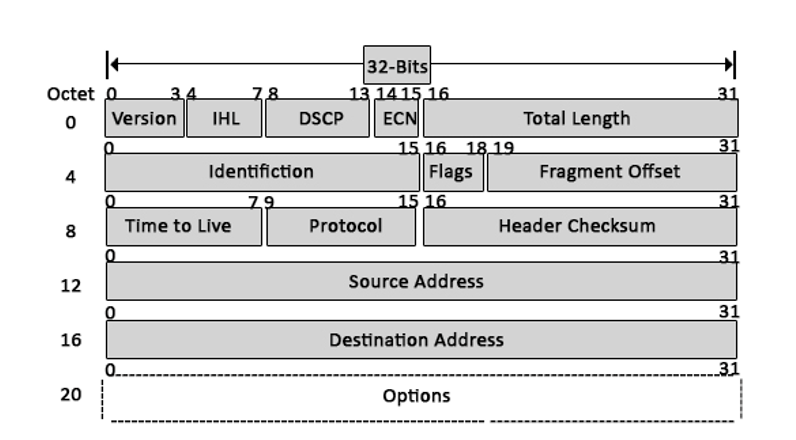 32-Bits
Octet 0 3 4 7 8 13 14 15 16 31
0 Version IHL DSCP ECN Total Length
0 15 16 18 19 31
4 Identifiction Flags Fragment Offset
0 7 9 15 16 31
8 Time to Live Protocol Header Checksum
0 31
12 Source Address
0 31
16 Destination Address
0 31
20 Options